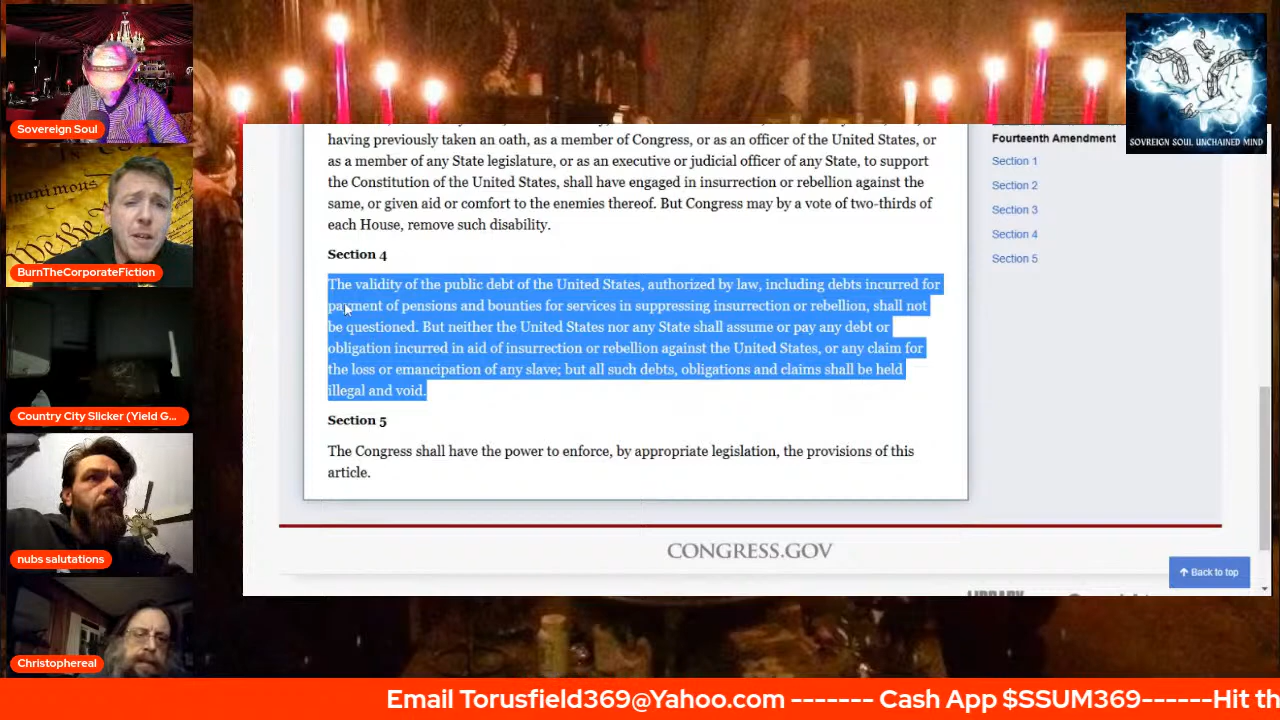 Sovereign Soul
BurnTheCorporateFiction
Country City Slicker (Yield G...
nubs salutations
Christophereal
having previously taken an oath, as a member of Congress, or as an officer of the United States, or
as a member of any State legislature, or as an executive or judicial officer of any State, to support
the Constitution of the United States, shall have engaged in insurrection or rebellion against the
same, or given aid or comfort to the enemies thereof. But Congress may by a vote of two-thirds of
each House, remove such disability.
Section 4
The validity of the public debt of the United States, authorized by law, including debts incurred for
payment of pensions and bounties for services in suppressing insurrection or rebellion, shall not
be questioned. But neither the United States nor any State shall assume or pay any debt or
obligation incurred in aid of insurrection or rebellion against the United States, or any claim for
the loss or emancipation of any slave; but all such debts, obligations and claims shall be held
illegal and void.
Section 5
The Congress shall have the power to enforce, by appropriate legislation, the provisions of this
article.
CONGRESS.GOV
Back to top
Fourteenth Amendment
Section 1
Section 2
Section 3
Section 4
Section 5
SOVREIGN SOUL UNCHAINED MIND
Email Torusfield369@Yahoo.com ------- Cash App $SSUM369------Hit th